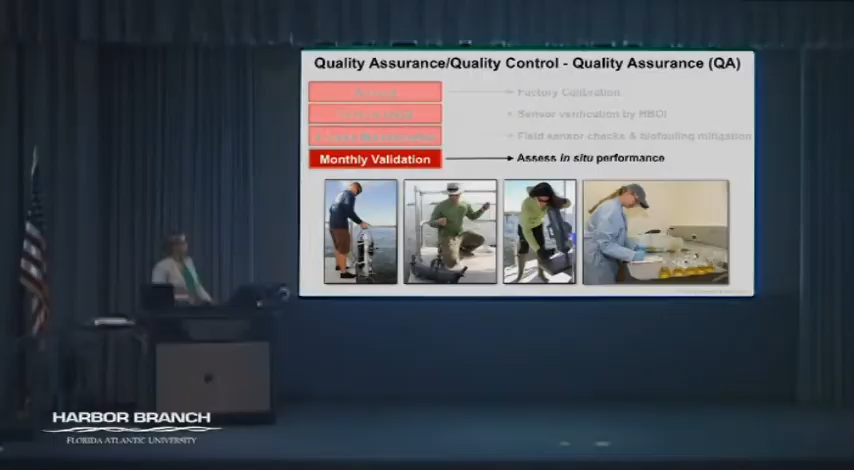 Quality Assurance/Quality Control - Quality Assurance (QA)
Factory Calibration
Sensor verification by HBOI
Field sensor checks & biofouling mitigation
Monthly Validation
Assess in situ performance
HARBOR BRANCH
FLORIDA ATLANTIC UNIVERSITY